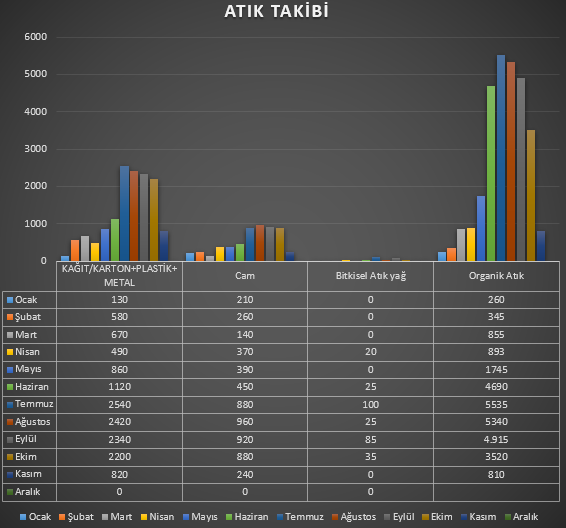 ATIK TAKİBİ
6000
5000
4000
3000
2000
1000
0
KAĞIT/KARTON+PLASTİK+
METAL Cam Bitkisel Atık yağ Organik Atık
Ocak 130 210 0 260
Şubat 580 260 0 345
Mart 670 140 0 855
Nisan 490 370 20 893
Mayıs 860 390 0 1745
Haziran 1120 450 25 4690
Temmuz 2540 880 100 5535
Ağustos 2420 960 25 5340
Eylül 2340 920 85 4.915
Ekim 2200 880 35 3520
Kasım 820 240 0 810
Aralık 0 0 0
Ocak Şubat Mart Nisan Mayıs Haziran Temmuz Ağustos Eylül Ekim Kasım Aralık